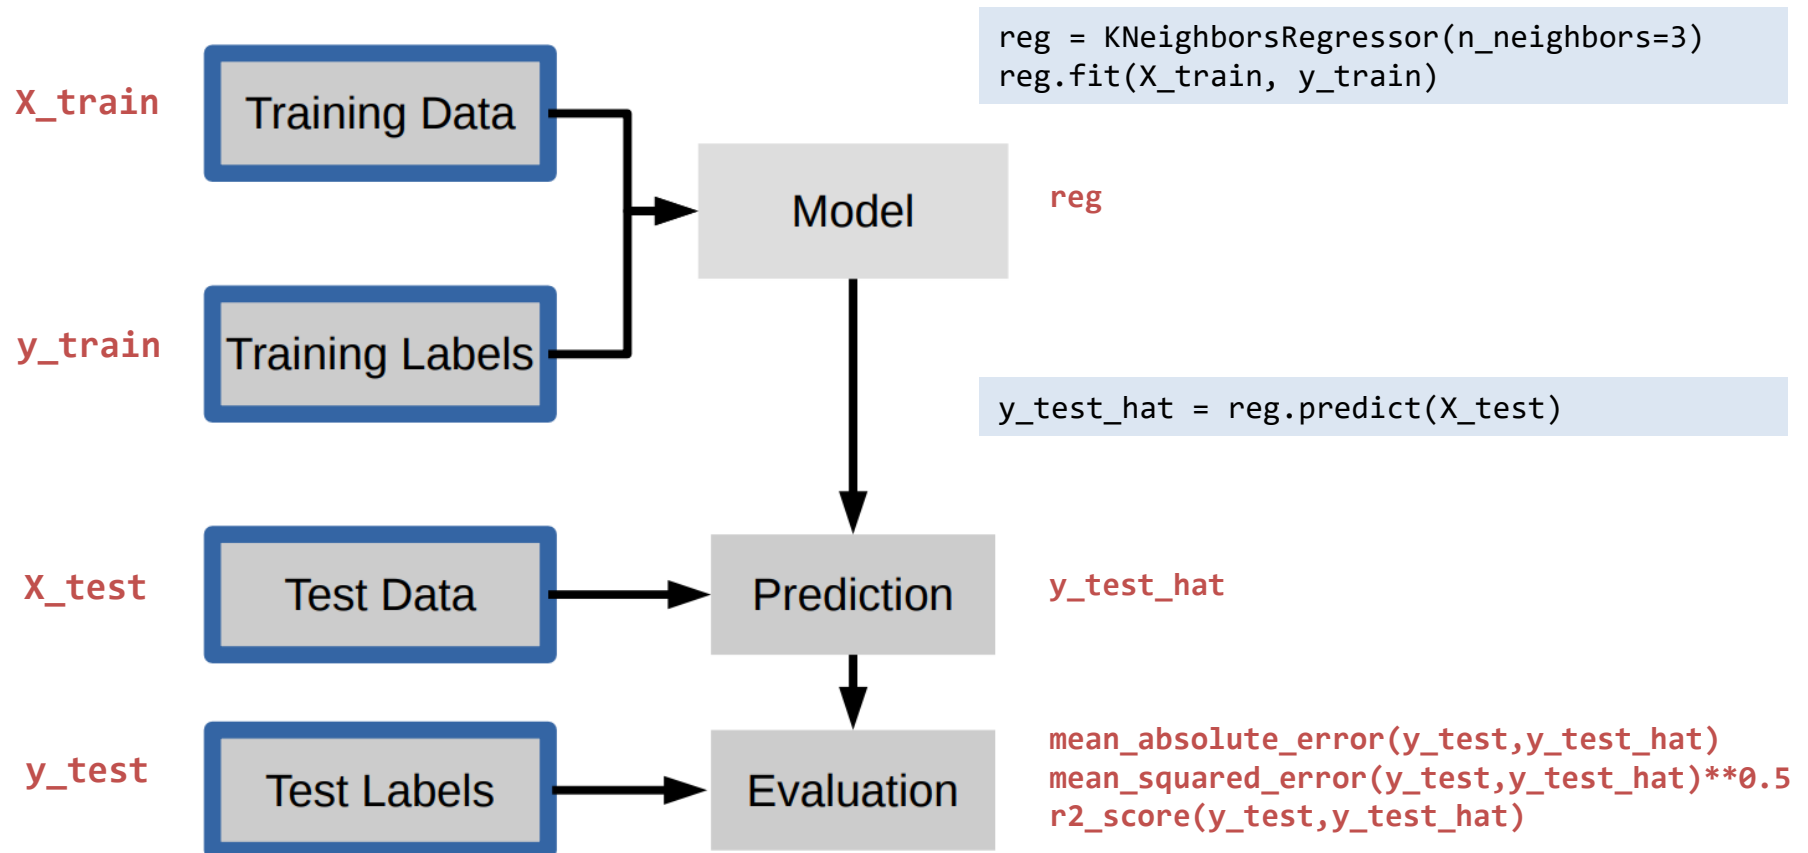 reg = KNeighborsRegressor(n_neighbors=3)
reg.fit(X_train, y_train)
X_train
Training Data
Model
reg
y_train
Training Labels
y_test_hat = reg.predict(X_test)
X_test
Test Data
Prediction
y_test_hat
y_test
Test Labels
Evaluation
mean_absolute_error(y_test,y_test_hat)
mean_squared_error(y_test,y_test_hat)**0.5
r2_score(y_test,y_test_hat)